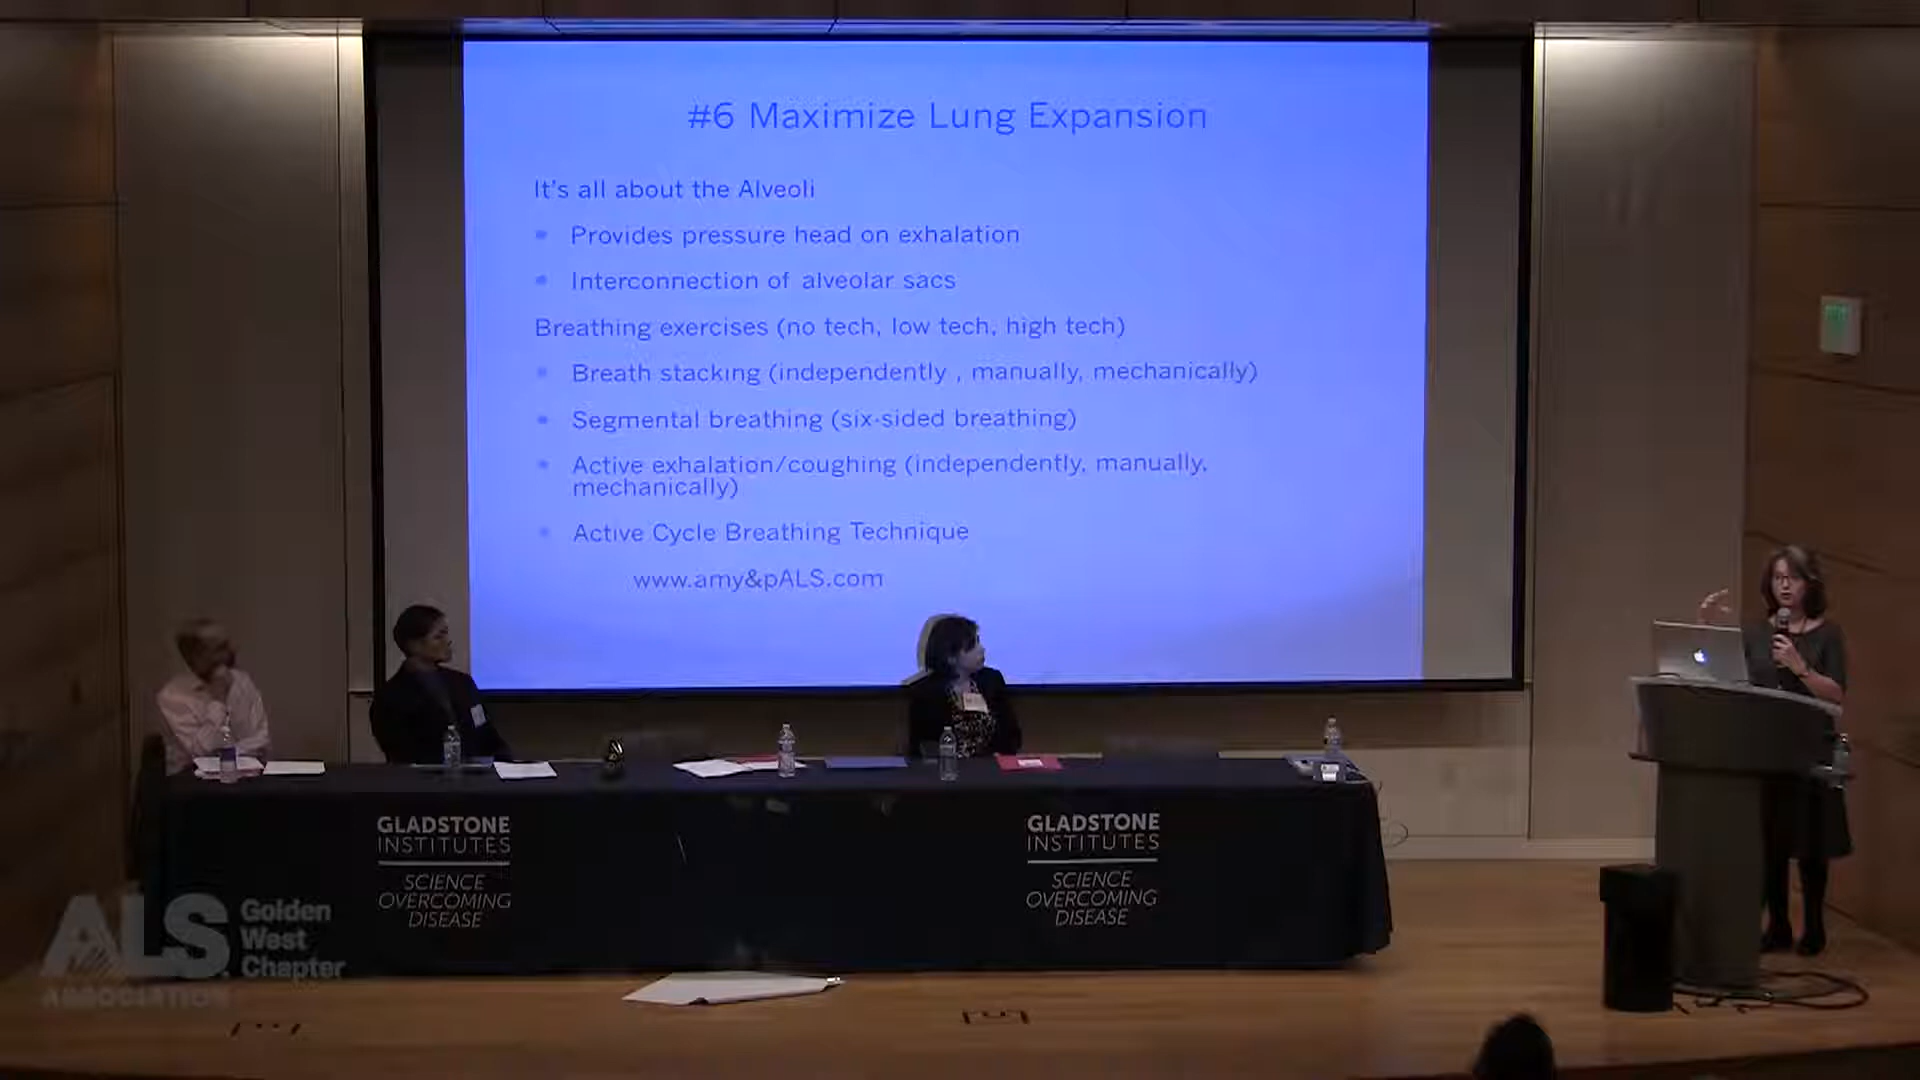 #6 Maximize Lung Expansion
It's all about the Alveoli
Provides pressure head on exhalation
Interconnection of alveolar sacs
Breathing exercises (no tech, low tech, high tech)
Breath stacking (independently , manually, mechanically)
Segmental breathing (six-sided breathing)
Active exhalation/coughing (independently, manually,
mechanically)
Active Cycle Breathing Technique
www.amy&pALS.com
GLADSTONE
INSTITUTES
SCIENCE
OVERCOMING
DISEASE
GLADSTONE
INSTITUTES
SCIENCE
OVERCOMING
DISEASE
ALS
ASSOCIATION
Golden
West
Chapter